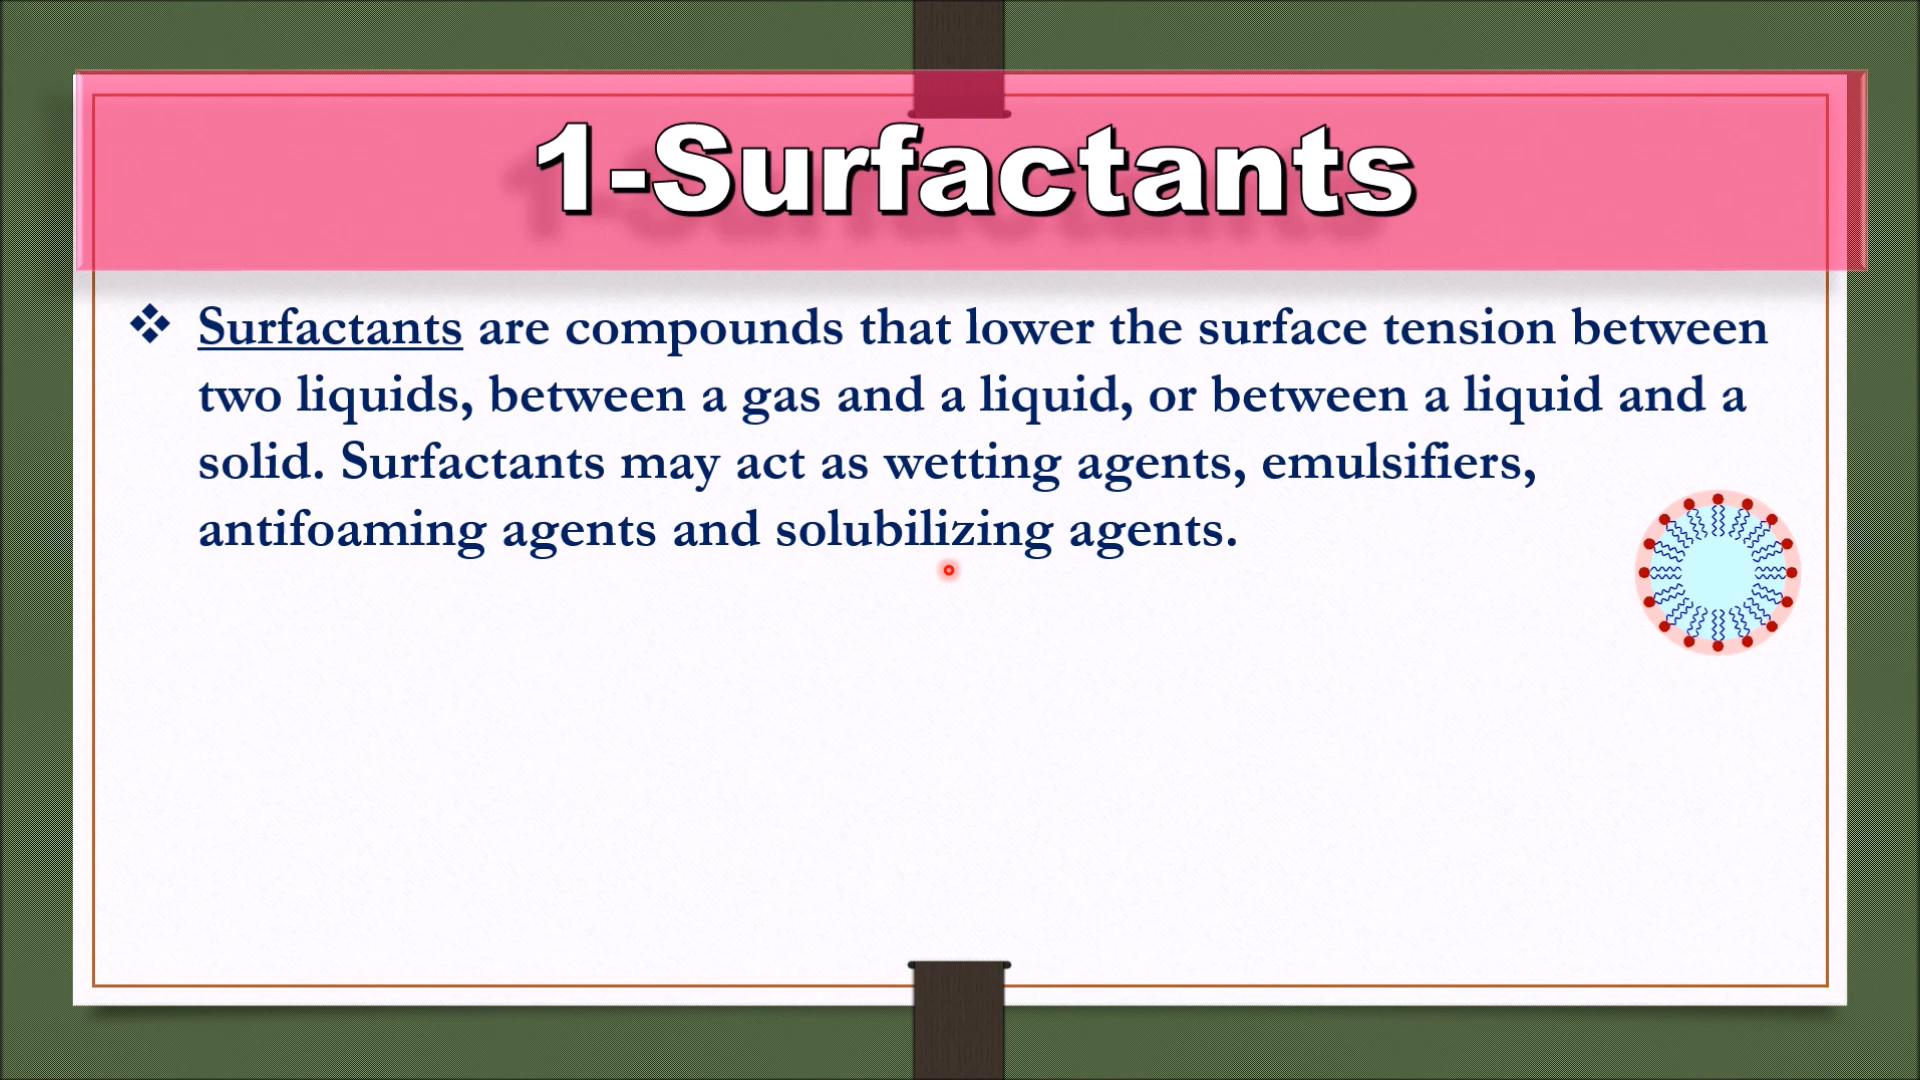 1-Surfactants
❖ Surfactants are compounds that lower the surface tension between
two liquids, between a gas and a liquid, or between a liquid and a
solid. Surfactants may act as wetting agents, emulsifiers,
antifoaming agents and solubilizing agents.